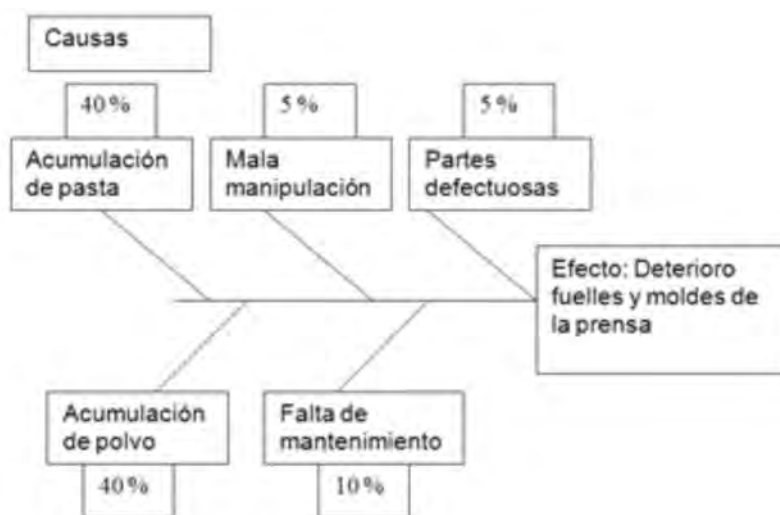 Causas
40%
5%
5%
Acumulación
de pasta
Mala
manipulación
Partes
defectuosas
Efecto: Deterioro
fuelles y moldes de
la prensa
Acumulación
de polvo
Falta de
mantenimiento
40%
10%